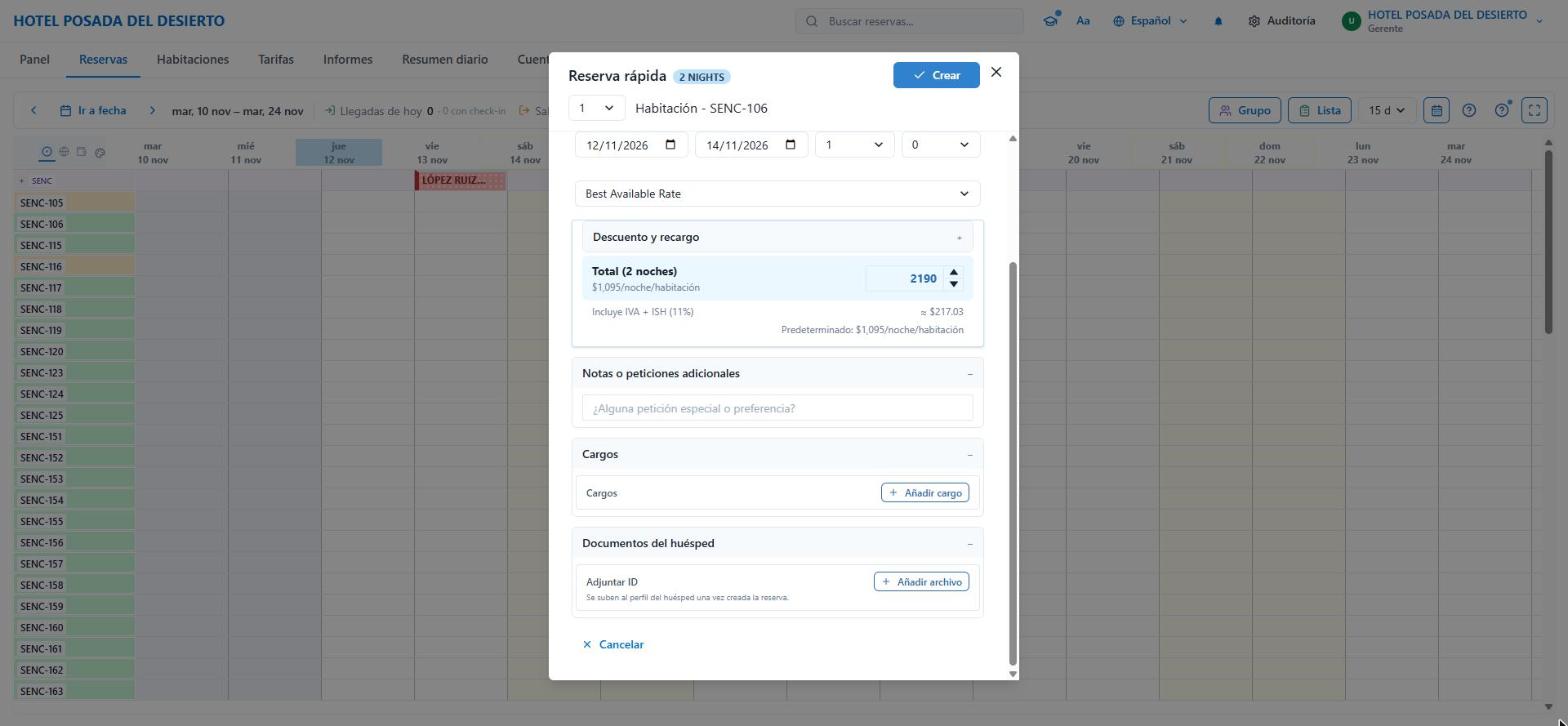 HOTEL POSADA DEL DESIERTO
Buscar reservas...
Aa
Español
Auditoría
U
HOTEL POSADA DEL DESIERTO
Gerente
Panel
Reservas
Habitaciones
Tarifas
Informes
Resumen diario
Ir a fecha
mar, 10 nov – mar, 24 nov
Llegadas de hoy 0 · 0 con check-in
Grupo
Lista
15 d
mar
10 nov
mié
11 nov
jue
12 nov
vie
13 nov
sáb
14 nov
vie
20 nov
sáb
21 nov
dom
22 nov
lun
23 nov
mar
24 nov
+ SENC
LÓPEZ RUIZ...
SENC-105
SENC-106
SENC-115
SENC-116
SENC-117
SENC-118
SENC-119
SENC-120
SENC-123
SENC-124
SENC-125
SENC-151
SENC-152
SENC-153
SENC-154
SENC-155
SENC-156
SENC-157
SENC-158
SENC-159
SENC-160
SENC-161
SENC-162
SENC-163
Reserva rápida
2 NIGHTS
Crear
1
Habitación - SENC-106
12/11/2026
14/11/2026
1
0
Best Available Rate
Descuento y recargo +
Total (2 noches)
$1,095/noche/habitación
2190
Incluye IVA + ISH (11%) ≈ $217.03
Predeterminado: $1,095/noche/habitación
Notas o peticiones adicionales –
¿Alguna petición especial o preferencia?
Cargos –
Cargos
+ Añadir cargo
Documentos del huésped –
Adjuntar ID
+ Añadir archivo
Se suben al perfil del huésped una vez creada la reserva.
Cancelar